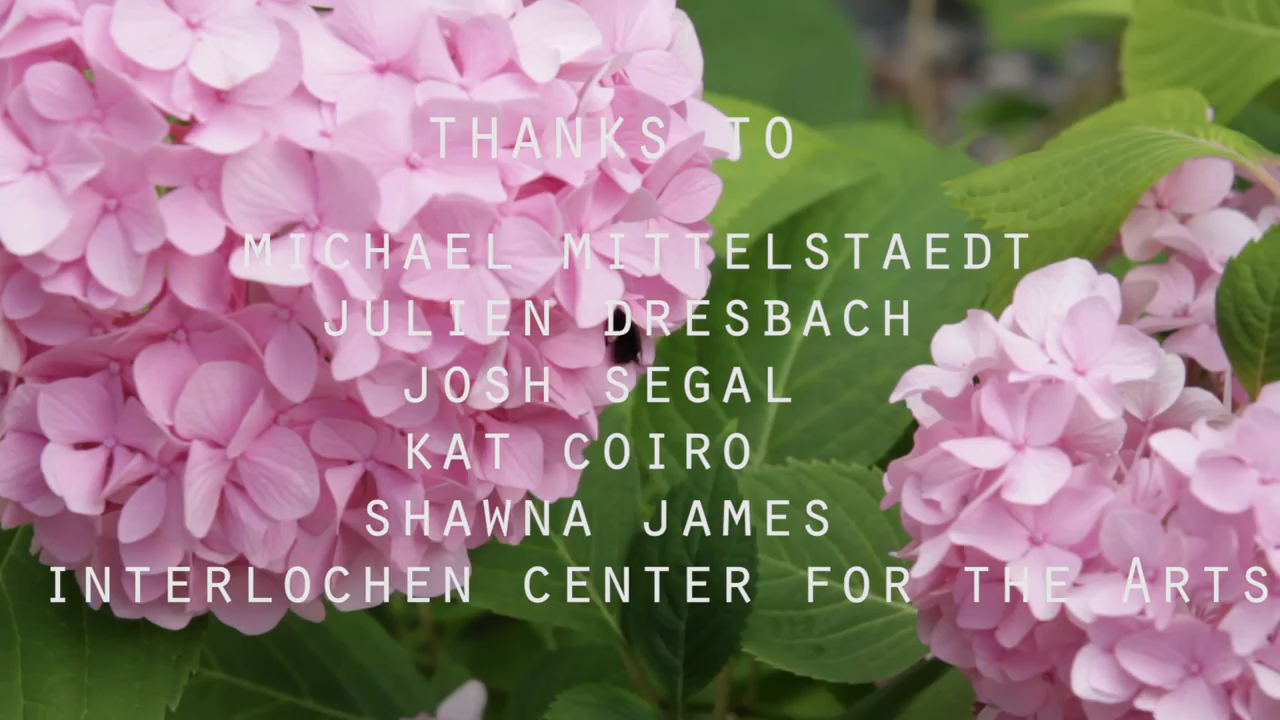 THANKS TO
MICHAEL MITTELSTAEDT
JULIEN DRESBACH
JOSH SEGAL
KAT COIRO
SHAWNA JAMES
INTERLOCHEN CENTER FOR THE ARTS